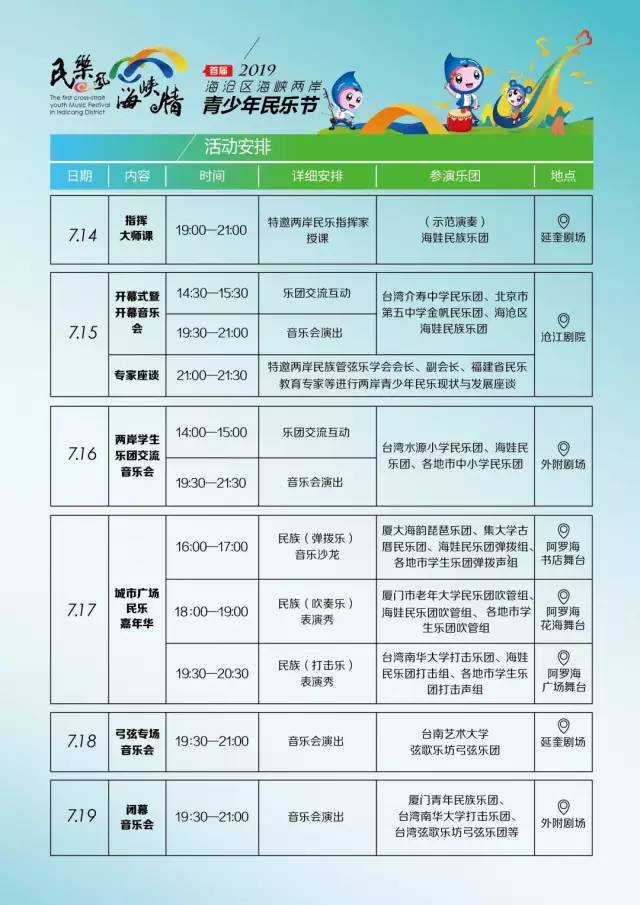 民樂风
海峡情
The first cross-strait
youth Music Festival
in Haicang District
首届 2019
海沧区海峡两岸
青少年民乐节
活动安排
日期 内容 时间 详细安排 参演乐团 地点
7.14
指挥
大师课
19:00—21:00
特邀两岸民乐指挥家
授课
（示范演奏）
海娃民族乐团
延奎剧场
7.15
开幕式暨
开幕音乐
会
14:30—15:30
乐团交流互动
19:30—21:00
音乐会演出
台湾介寿中学民乐团、北京市
第五中学金帆民乐团、海沧区
海娃民族乐团
沧江剧院
专家座谈
21:00—21:30
特邀两岸民族管弦乐学会会长、副会长、福建省民乐
教育专家等进行两岸青少年民乐现状与发展座谈
7.16
两岸学生
乐团交流
音乐会
14:00—15:00
乐团交流互动
19:30—21:30
音乐会演出
台湾水源小学民乐团、海娃民
乐团、各地市中小学民乐团
外附剧场
7.17
城市广场
民乐
嘉年华
16:00—17:00
民族（弹拨乐）
音乐沙龙
厦大海韵琵琶乐团、集大学古
厝民乐团、海娃民乐团弹拨组、
各地市学生乐团弹拨声组
阿罗海
书店舞台
18:00—19:00
民族（吹奏乐）
表演秀
厦门市老年大学民乐团吹管组、
海娃民乐团吹管组、各地市学
生乐团吹管组
阿罗海
花海舞台
19:30—20:30
民族（打击乐）
表演秀
台湾南华大学打击乐团、海娃
民乐团打击组、各地市学生乐
团打击声组
阿罗海
广场舞台
7.18
弓弦专场
音乐会
19:30—21:00
音乐会演出
台南艺术大学
弦歌乐坊弓弦乐团
延奎剧场
7.19
闭幕
音乐会
19:30—21:00
音乐会演出
厦门青年民族乐团、
台湾南华大学打击乐团、
台湾弦歌乐坊弓弦乐团等
外附剧场